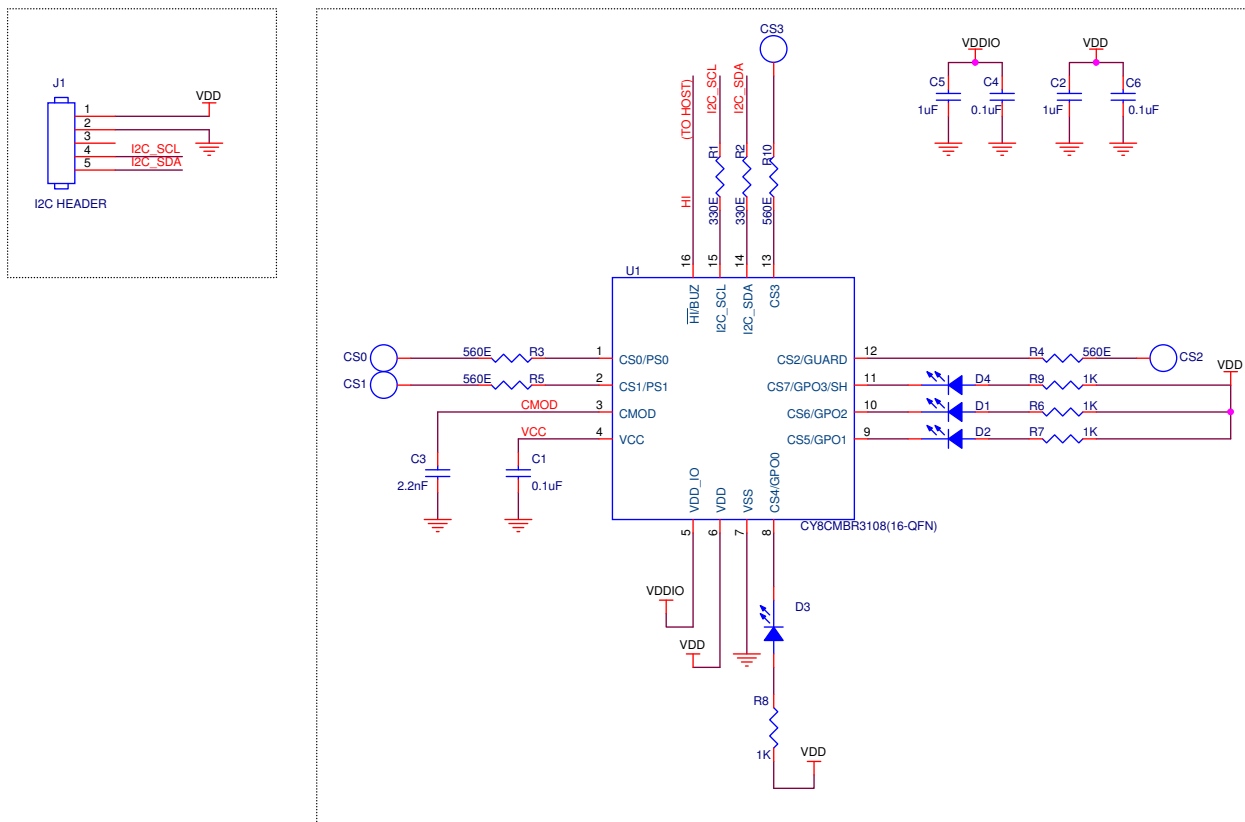 J1
VDD
1
2
3
4
5
I2C_SCL
I2C_SDA
I2C HEADER
CS3
VDDIO
VDD
C5
1uF
C4
0.1uF
C2
1uF
C6
0.1uF
(TO HOST)
HI
I2C_SCL
R1
330E
I2C_SDA
R2
330E
R10
560E
16
15
14
13
U1
HI/BUZ
I2C_SCL
I2C_SDA
CS3
CS0
560E
R3
1
CS0/PS0
CS1
560E
R5
2
CS1/PS1
CMOD
3
CMOD
VCC
4
VCC
C3
2.2nF
C1
0.1uF
CS2/GUARD
12
R4
560E
CS2
CS7/GPO3/SH
11
D4
R9
1K
VDD
CS6/GPO2
10
D1
R6
1K
CS5/GPO1
9
D2
R7
1K
VDD_IO
VDD
VSS
CS4/GPO0
CY8CMBR3108(16-QFN)
5
6
7
8
VDDIO
VDD
D3
R8
1K
VDD